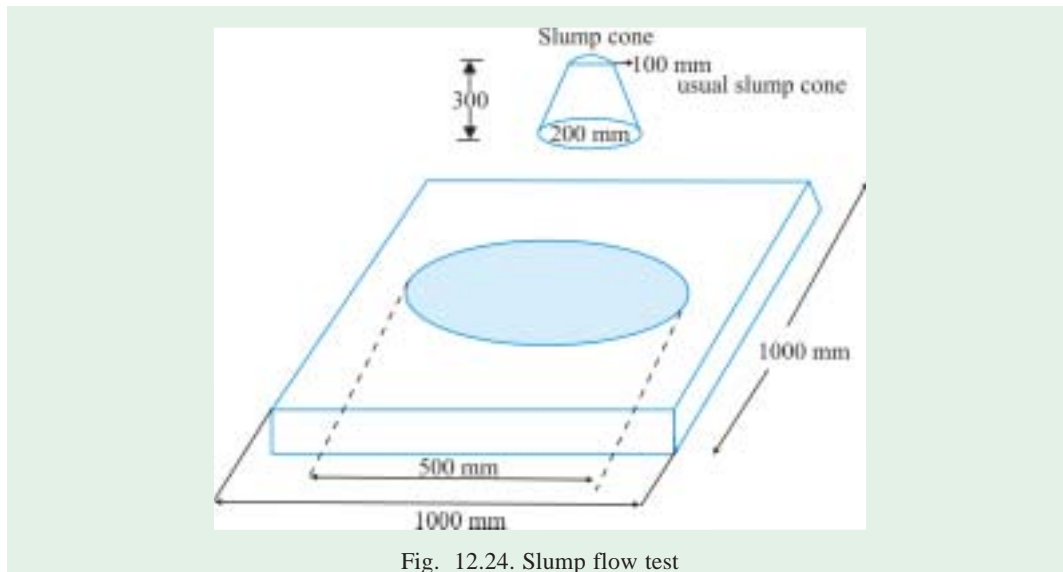 Slump cone
100 mm
usual slump cone
300
200 mm
1000 mm
500 mm
1000 mm
Fig. 12.24. Slump flow test